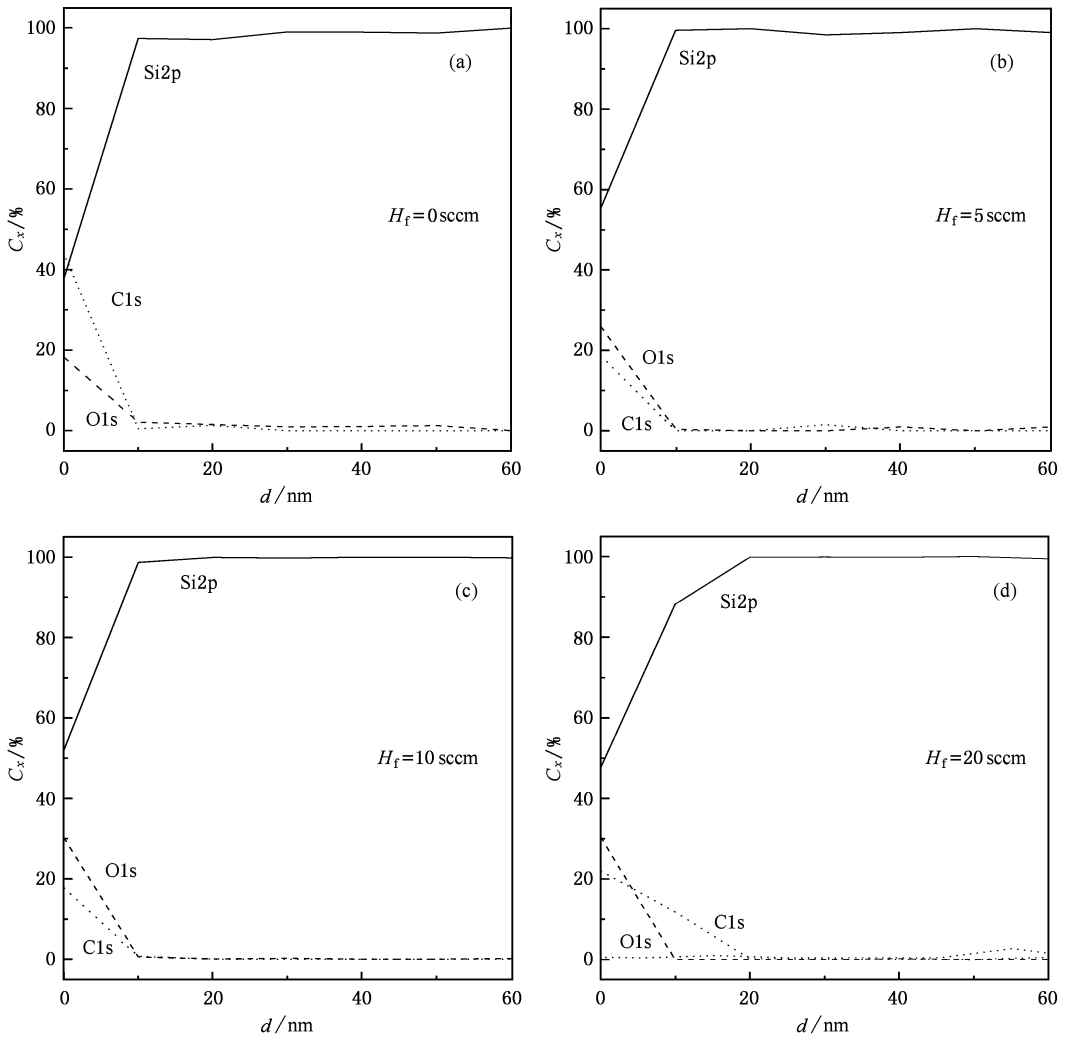 100
80
60
40
20
0
C_x/%
(a)
Si2p
H_f=0 sccm
C1s
O1s
0 20 40 60
d/nm
100
80
60
40
20
0
C_x/%
(b)
Si2p
H_f=5 sccm
O1s
C1s
0 20 40 60
d/nm
100
80
60
40
20
0
C_x/%
(c)
Si2p
H_f=10 sccm
O1s
C1s
0 20 40 60
d/nm
100
80
60
40
20
0
C_x/%
(d)
Si2p
H_f=20 sccm
C1s
O1s
0 20 40 60
d/nm